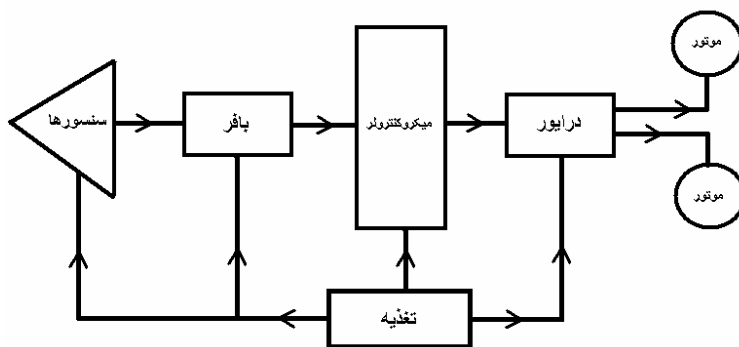 سنسورها
بافر
میکروکنترولر
درایور
موتور
موتور
تغذیه